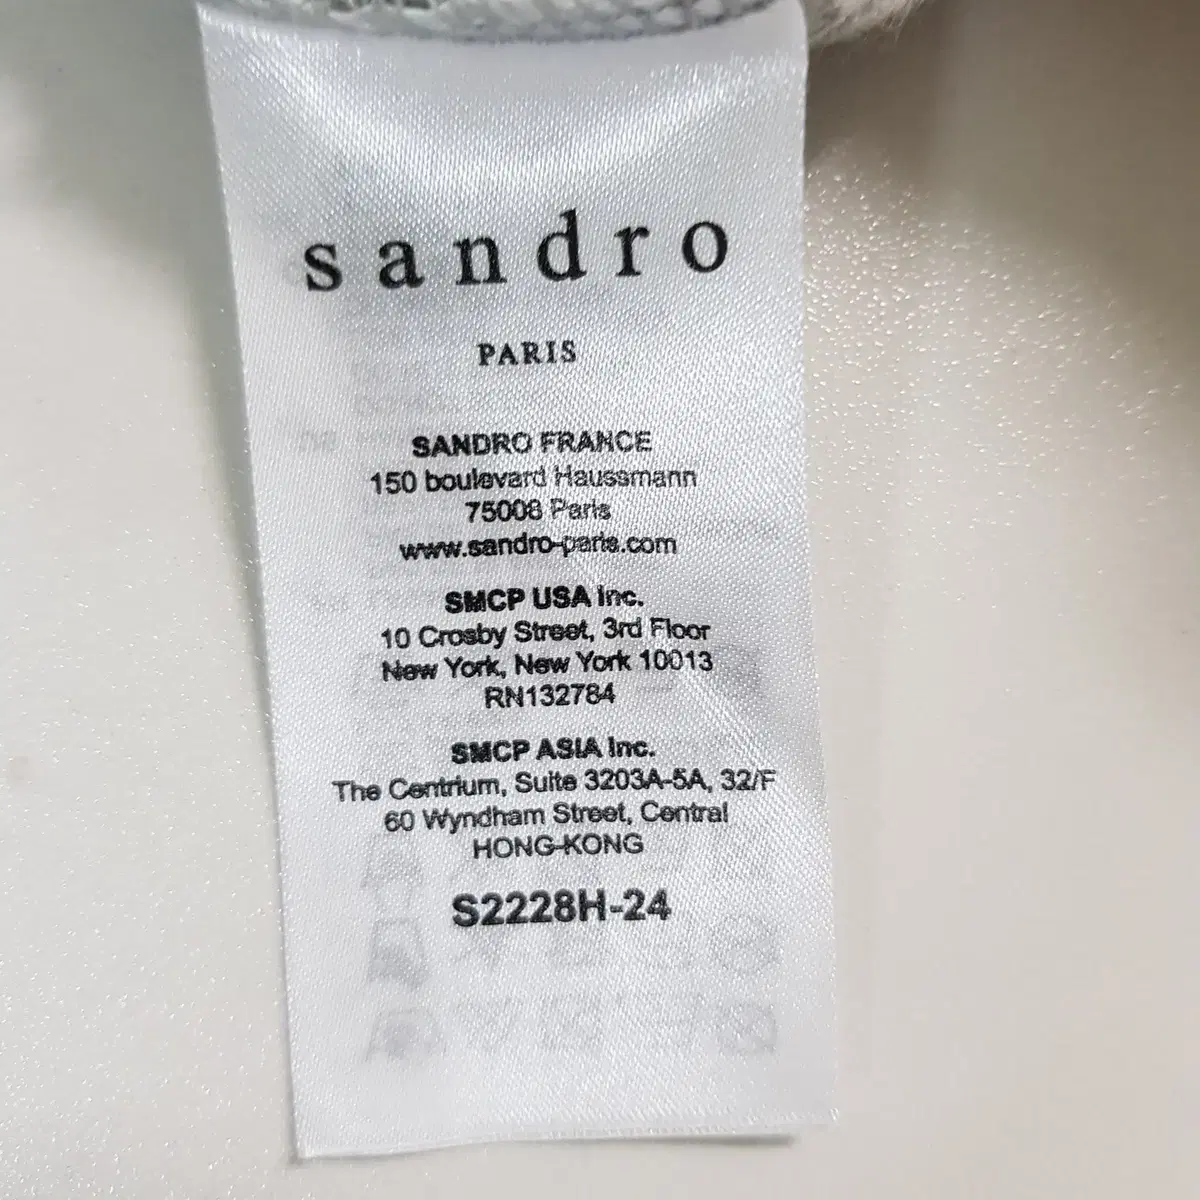 sandro
PARIS
SANDRO FRANCE
150 boulevard Haussmann
75008 Paris
www.sandro-paris.com
SMCP USA Inc.
10 Crosby Street, 3rd Floor
New York, New York 10013
RN132784
SMCP ASIA Inc.
The Centrium, Suite 3203A-5A, 32/F
60 Wyndham Street, Central
HONG-KONG
S2228H-24